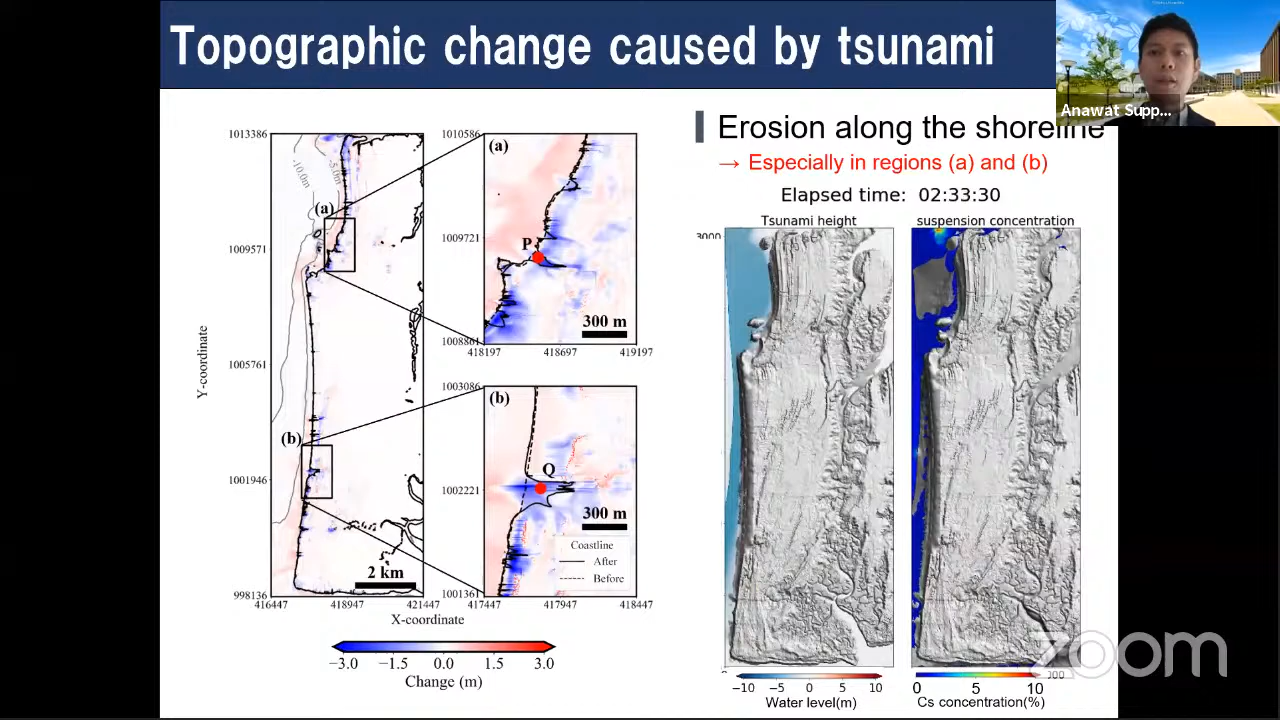 Topographic change caused by tsunami
Anawat Supp...
Erosion along the shoreline
→ Especially in regions (a) and (b)
Elapsed time: 02:33:30
Tsunami height
suspension concentration
3000
1013386
1009571
1005761
1001946
998136
416447
418947
421447
Y-coordinate
X-coordinate
-10.0m
-5.0m
(a)
(b)
2 km
1010586
1009721
1008861
418197
418697
419197
(a)
P
300 m
1003086
1002221
1001361
417447
417947
418447
(b)
Q
300 m
Coastline
After
Before
−3.0
−1.5
0.0
1.5
3.0
Change (m)
−10
−5
0
5
10
Water level(m)
0
5
10
Cs concentration(%)
zoom